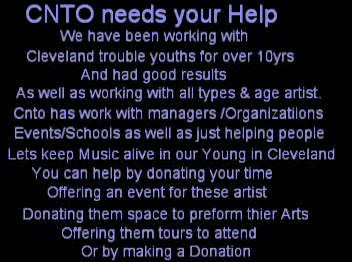 CNTO needs your Help
We have been working with
Cleveland trouble youths for over 10yrs
And had good results
As well as working with all types & age artist.
Cnto has work with managers /Organizatiions
Events/Schools as well as just helping people
Lets keep Music alive in our Young in Cleveland
You can help by donating your time
Offering an event for these artist
Donating them space to preform thier Arts
Offering them tours to attend
Or by making a Donation